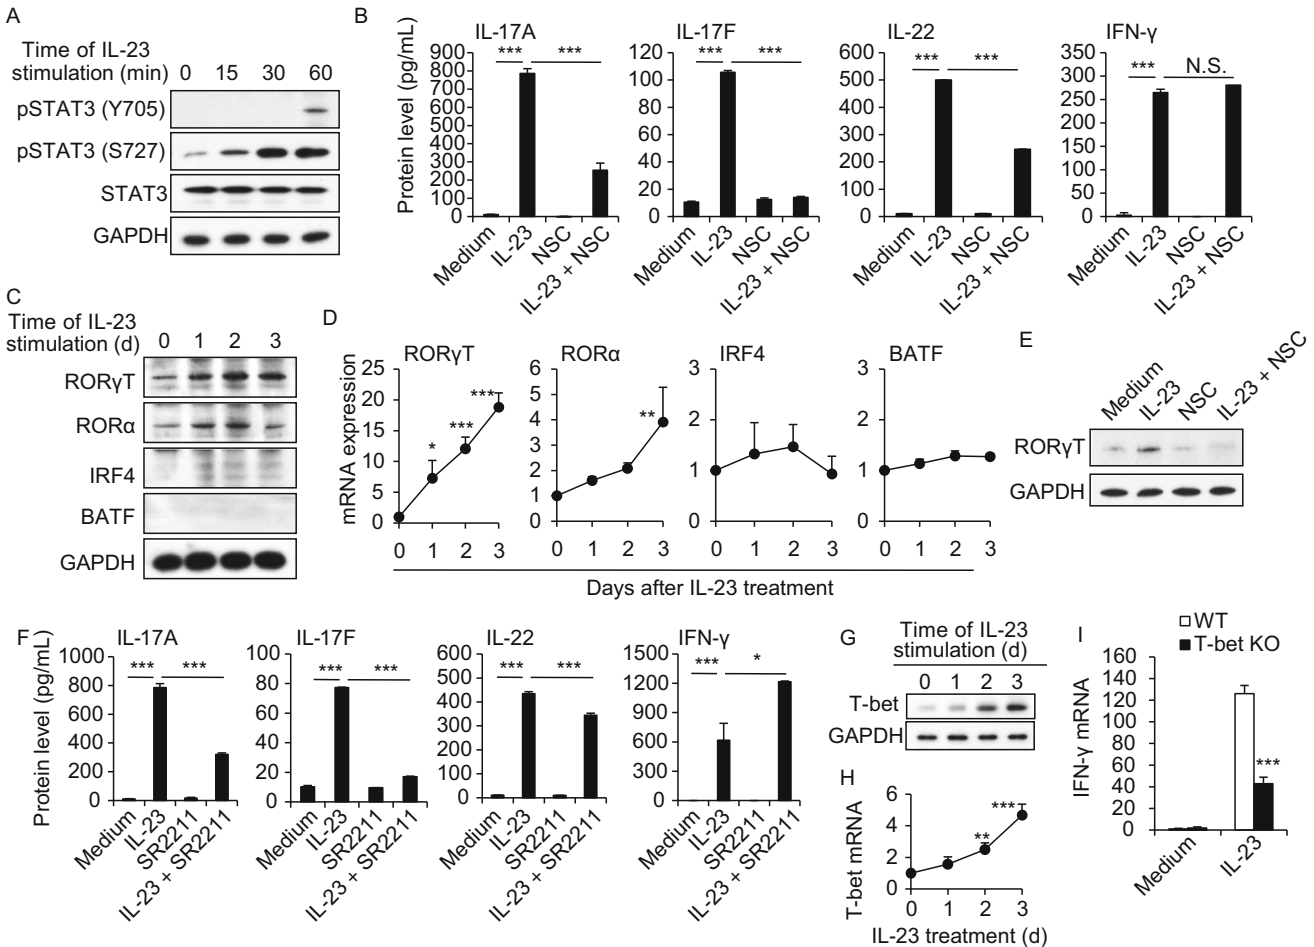 A
Time of IL-23
stimulation (min) 0 15 30 60
pSTAT3 (Y705)
pSTAT3 (S727)
STAT3
GAPDH
B
Protein level (pg/mL)
IL-17A
900
800
700
600
500
400
300
200
100
0
*** ***
Medium
IL-23
NSC
IL-23 + NSC
IL-17F
120
100
80
60
40
20
0
*** ***
Medium
IL-23
NSC
IL-23 + NSC
IL-22
600
500
400
300
200
100
0
*** ***
Medium
IL-23
NSC
IL-23 + NSC
IFN-γ
350
300
250
200
150
100
50
0
*** N.S.
Medium
IL-23
NSC
IL-23 + NSC
C
Time of IL-23
stimulation (d) 0 1 2 3
RORγT
RORα
IRF4
BATF
GAPDH
D
mRNA expression
RORγT
25
20
15
10
5
0
* *** ***
0 1 2 3
RORα
6
5
4
3
2
1
0
**
0 1 2 3
IRF4
3
2
1
0
0 1 2 3
BATF
3
2
1
0
0 1 2 3
Days after IL-23 treatment
E
Medium
IL-23
NSC
IL-23 + NSC
RORγT
GAPDH
F
Protein level (pg/mL)
IL-17A
1000
800
600
400
200
0
*** ***
Medium
IL-23
SR2211
IL-23 + SR2211
IL-17F
100
80
60
40
20
0
*** ***
Medium
IL-23
SR2211
IL-23 + SR2211
IL-22
600
500
400
300
200
100
0
*** ***
Medium
IL-23
SR2211
IL-23 + SR2211
IFN-γ
1500
1200
900
600
300
0
*** *
Medium
IL-23
SR2211
IL-23 + SR2211
G
Time of IL-23
stimulation (d)
0 1 2 3
T-bet
GAPDH
H
T-bet mRNA
6
4
2
0
** ***
0 1 2 3
IL-23 treatment (d)
I
WT
T-bet KO
IFN-γ mRNA
160
140
120
100
80
60
40
20
0
***
Medium
IL-23